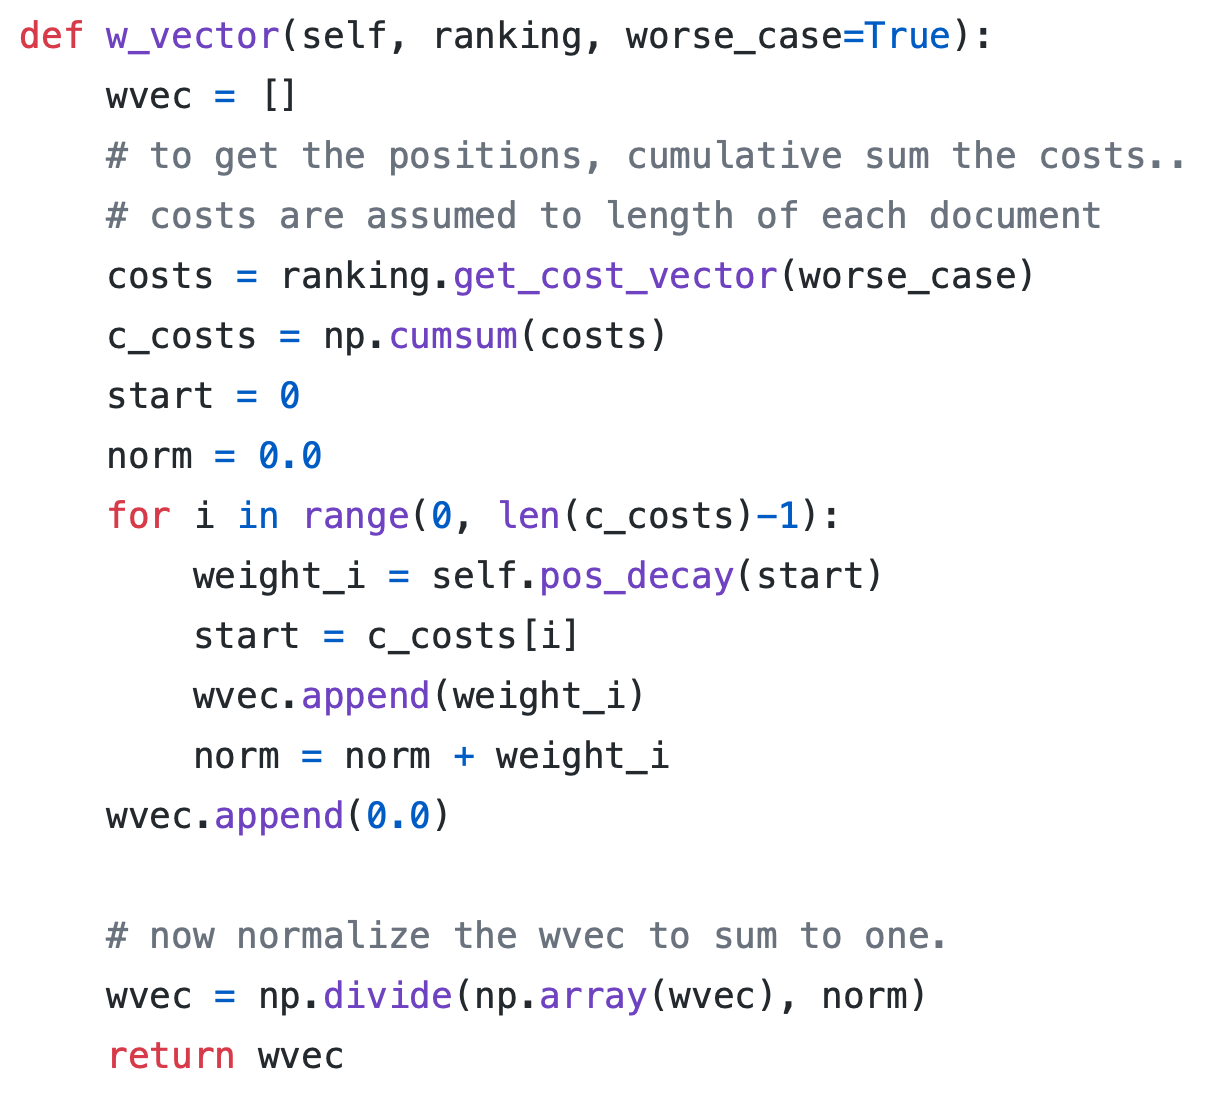 def w_vector(self, ranking, worse_case=True):
    wvec = []
    # to get the positions, cumulative sum the costs..
    # costs are assumed to length of each document
    costs = ranking.get_cost_vector(worse_case)
    c_costs = np.cumsum(costs)
    start = 0
    norm = 0.0
    for i in range(0, len(c_costs)-1):
        weight_i = self.pos_decay(start)
        start = c_costs[i]
        wvec.append(weight_i)
        norm = norm + weight_i
    wvec.append(0.0)

    # now normalize the wvec to sum to one.
    wvec = np.divide(np.array(wvec), norm)
    return wvec